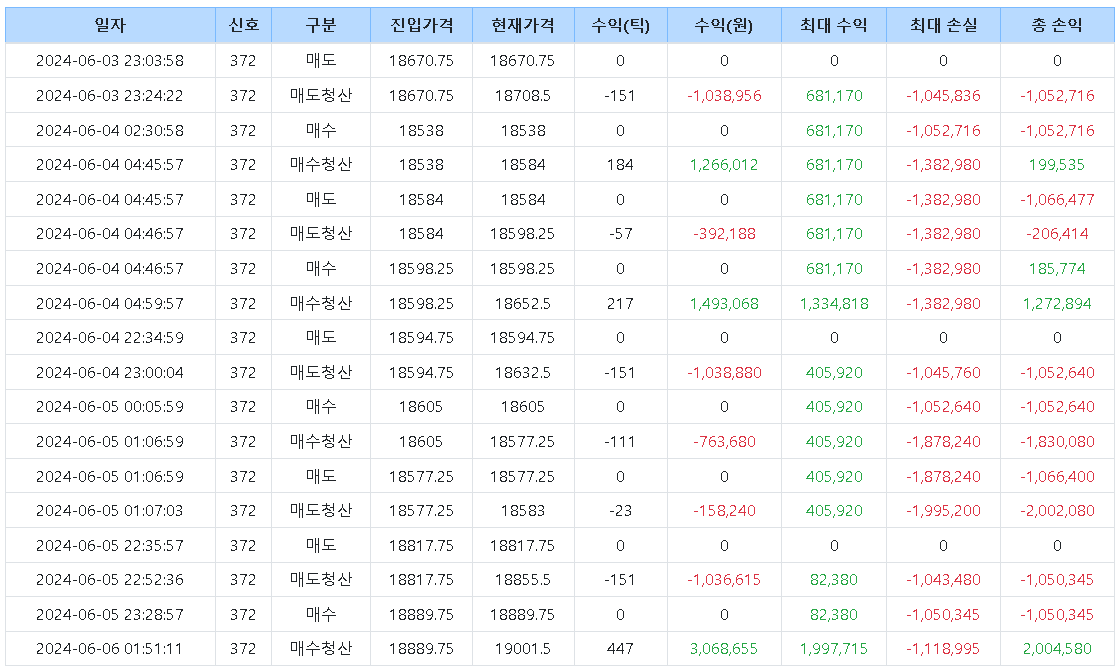 일자 신호 구분 진입가격 현재가격 수익(틱) 수익(원) 최대 수익 최대 손실 총 손익
2024-06-03 23:03:58 372 매도 18670.75 18670.75 0 0 0 0 0
2024-06-03 23:24:22 372 매도청산 18670.75 18708.5 -151 -1,038,956 681,170 -1,045,836 -1,052,716
2024-06-04 02:30:58 372 매수 18538 18538 0 0 681,170 -1,052,716 -1,052,716
2024-06-04 04:45:57 372 매수청산 18538 18584 184 1,266,012 681,170 -1,382,980 199,535
2024-06-04 04:45:57 372 매도 18584 18584 0 0 681,170 -1,382,980 -1,066,477
2024-06-04 04:46:57 372 매도청산 18584 18598.25 -57 -392,188 681,170 -1,382,980 -206,414
2024-06-04 04:46:57 372 매수 18598.25 18598.25 0 0 681,170 -1,382,980 185,774
2024-06-04 04:59:57 372 매수청산 18598.25 18652.5 217 1,493,068 1,334,818 -1,382,980 1,272,894
2024-06-04 22:34:59 372 매도 18594.75 18594.75 0 0 0 0 0
2024-06-04 23:00:04 372 매도청산 18594.75 18632.5 -151 -1,038,880 405,920 -1,045,760 -1,052,640
2024-06-05 00:05:59 372 매수 18605 18605 0 0 405,920 -1,052,640 -1,052,640
2024-06-05 01:06:59 372 매수청산 18605 18577.25 -111 -763,680 405,920 -1,878,240 -1,830,080
2024-06-05 01:06:59 372 매도 18577.25 18577.25 0 0 405,920 -1,878,240 -1,066,400
2024-06-05 01:07:03 372 매도청산 18577.25 18583 -23 -158,240 405,920 -1,995,200 -2,002,080
2024-06-05 22:35:57 372 매도 18817.75 18817.75 0 0 0 0 0
2024-06-05 22:52:36 372 매도청산 18817.75 18855.5 -151 -1,036,615 82,380 -1,043,480 -1,050,345
2024-06-05 23:28:57 372 매수 18889.75 18889.75 0 0 82,380 -1,050,345 -1,050,345
2024-06-06 01:51:11 372 매수청산 18889.75 19001.5 447 3,068,655 1,997,715 -1,118,995 2,004,580